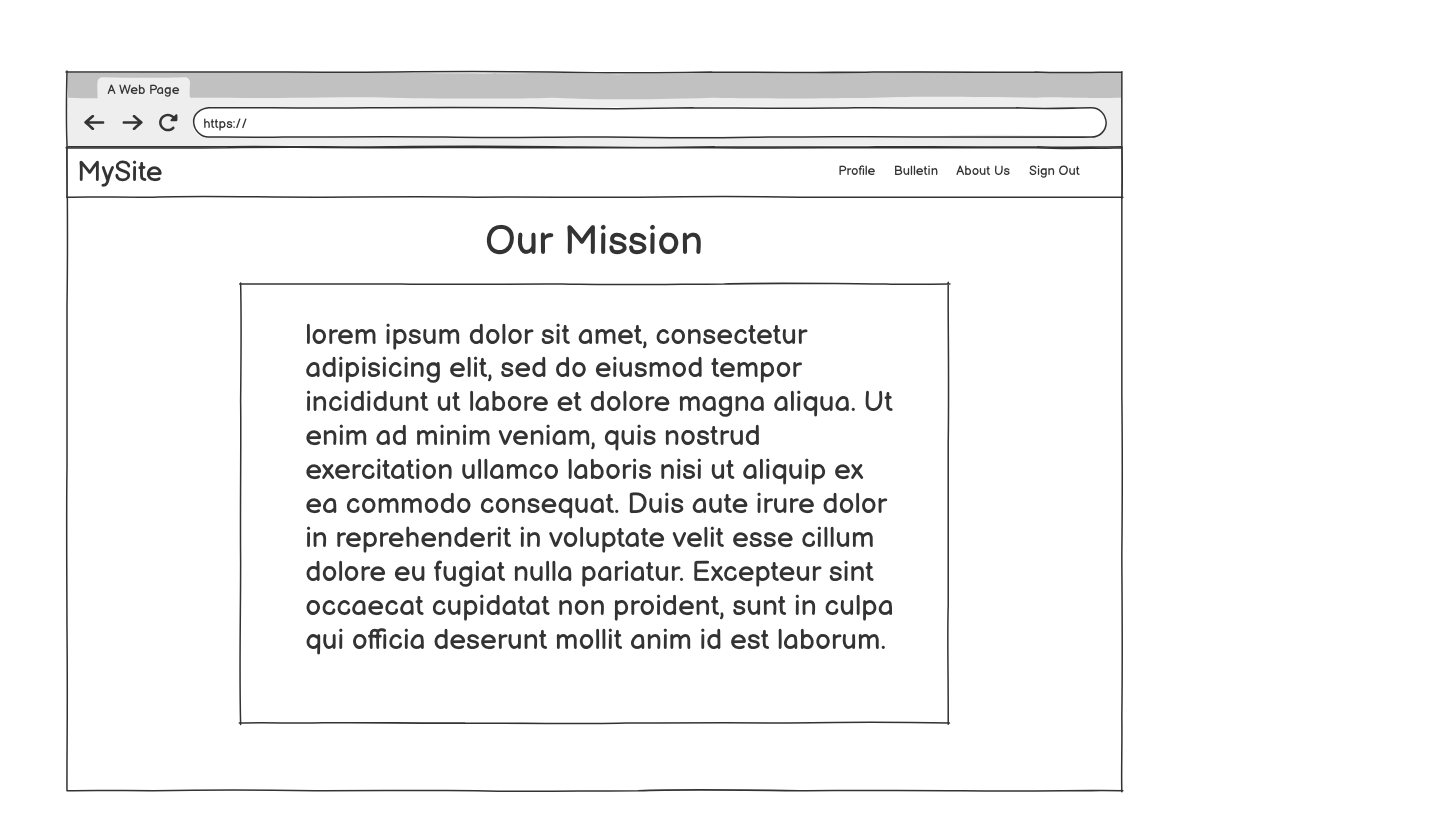 A Web Page
https://
MySite
Profile Bulletin About Us Sign Out
Our Mission
lorem ipsum dolor sit amet, consectetur
adipisicing elit, sed do eiusmod tempor
incididunt ut labore et dolore magna aliqua. Ut
enim ad minim veniam, quis nostrud
exercitation ullamco laboris nisi ut aliquip ex
ea commodo consequat. Duis aute irure dolor
in reprehenderit in voluptate velit esse cillum
dolore eu fugiat nulla pariatur. Excepteur sint
occaecat cupidatat non proident, sunt in culpa
qui officia deserunt mollit anim id est laborum.